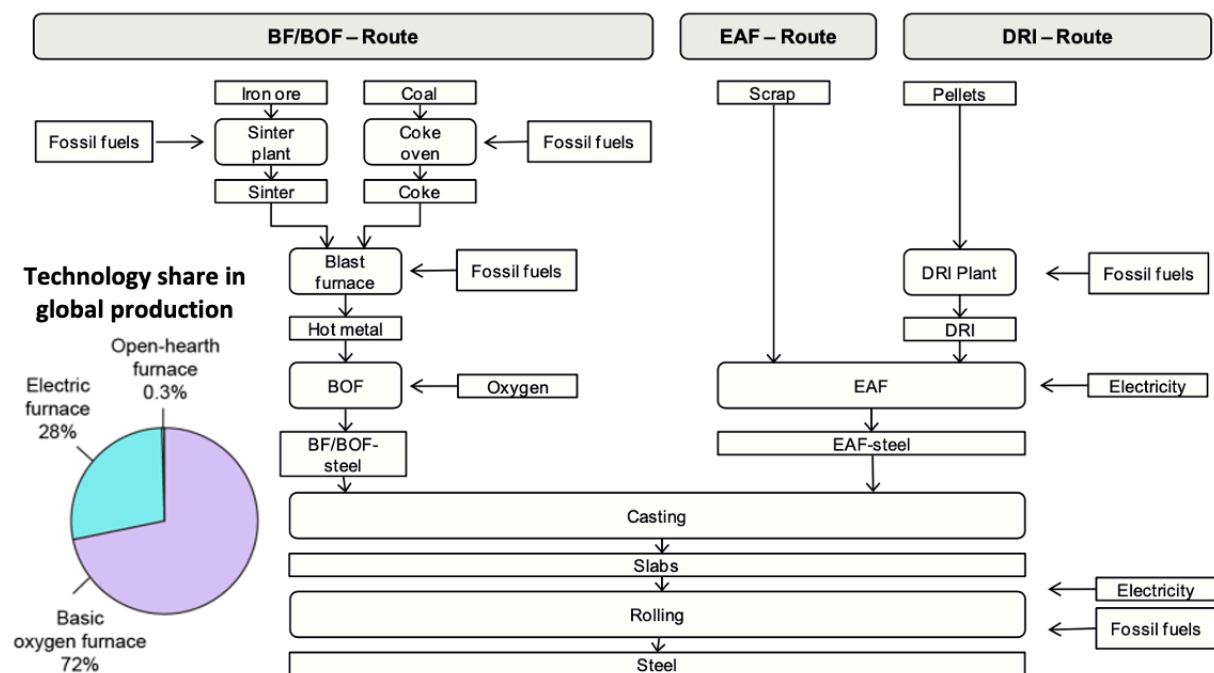 BF/BOF – Route
EAF – Route
DRI – Route
Iron ore
Coal
Scrap
Pellets
Fossil fuels
Sinter
plant
Coke
oven
Fossil fuels
Sinter
Coke
Blast
furnace
Fossil fuels
DRI Plant
Fossil fuels
Technology share in
global production
Hot metal
DRI
Open-hearth
furnace
0.3%
Electric
furnace
28%
BOF
Oxygen
EAF
Electricity
BF/BOF-
steel
EAF-steel
Casting
Slabs
Electricity
Rolling
Fossil fuels
Basic
oxygen furnace
72%
Steel